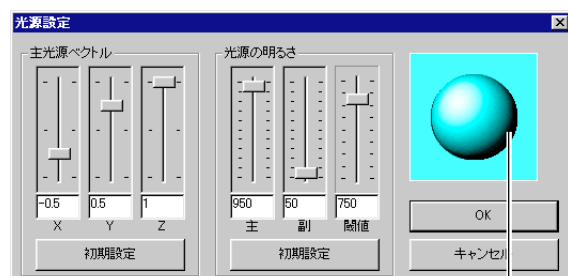 光源設定
主光源ベクトル
光源の明るさ
-0.5 0.5 1
X Y Z
950 50 750
主 副 閾値
初期設定
初期設定
OK
キャンセル